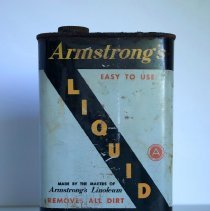 Armstrong's
EASY TO USE
LIQUID
MADE BY THE MAKERS OF
Armstrong's Linoleum
REMOVES ALL DIRT